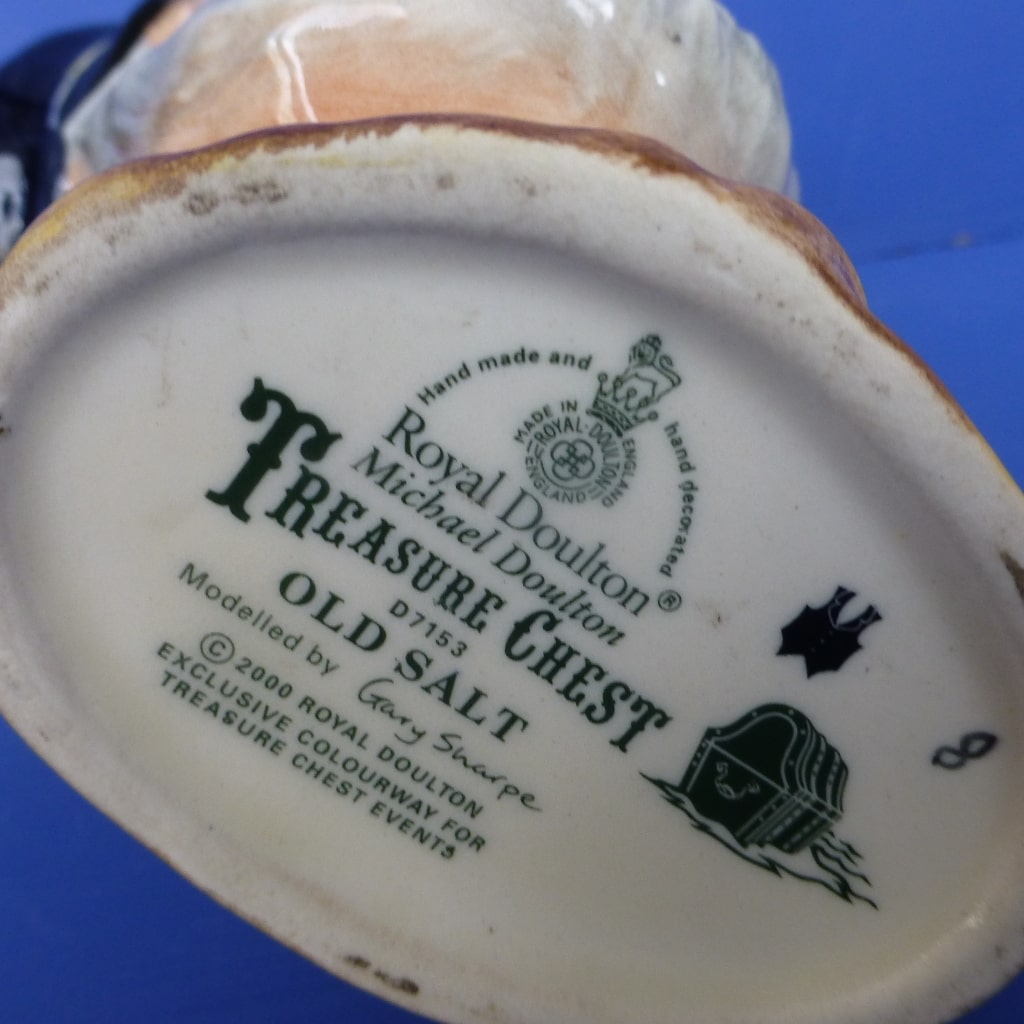 Hand made and hand decorated
MADE IN ENGLAND
ROYAL-DOULTON
ENGLAND
Royal Doulton®
Michael Doulton
TREASURE CHEST
D7153
OLD SALT
Modelled by Gary Sharpe
© 2000 ROYAL DOULTON
EXCLUSIVE COLOURWAY FOR
TREASURE CHEST EVENTS
8